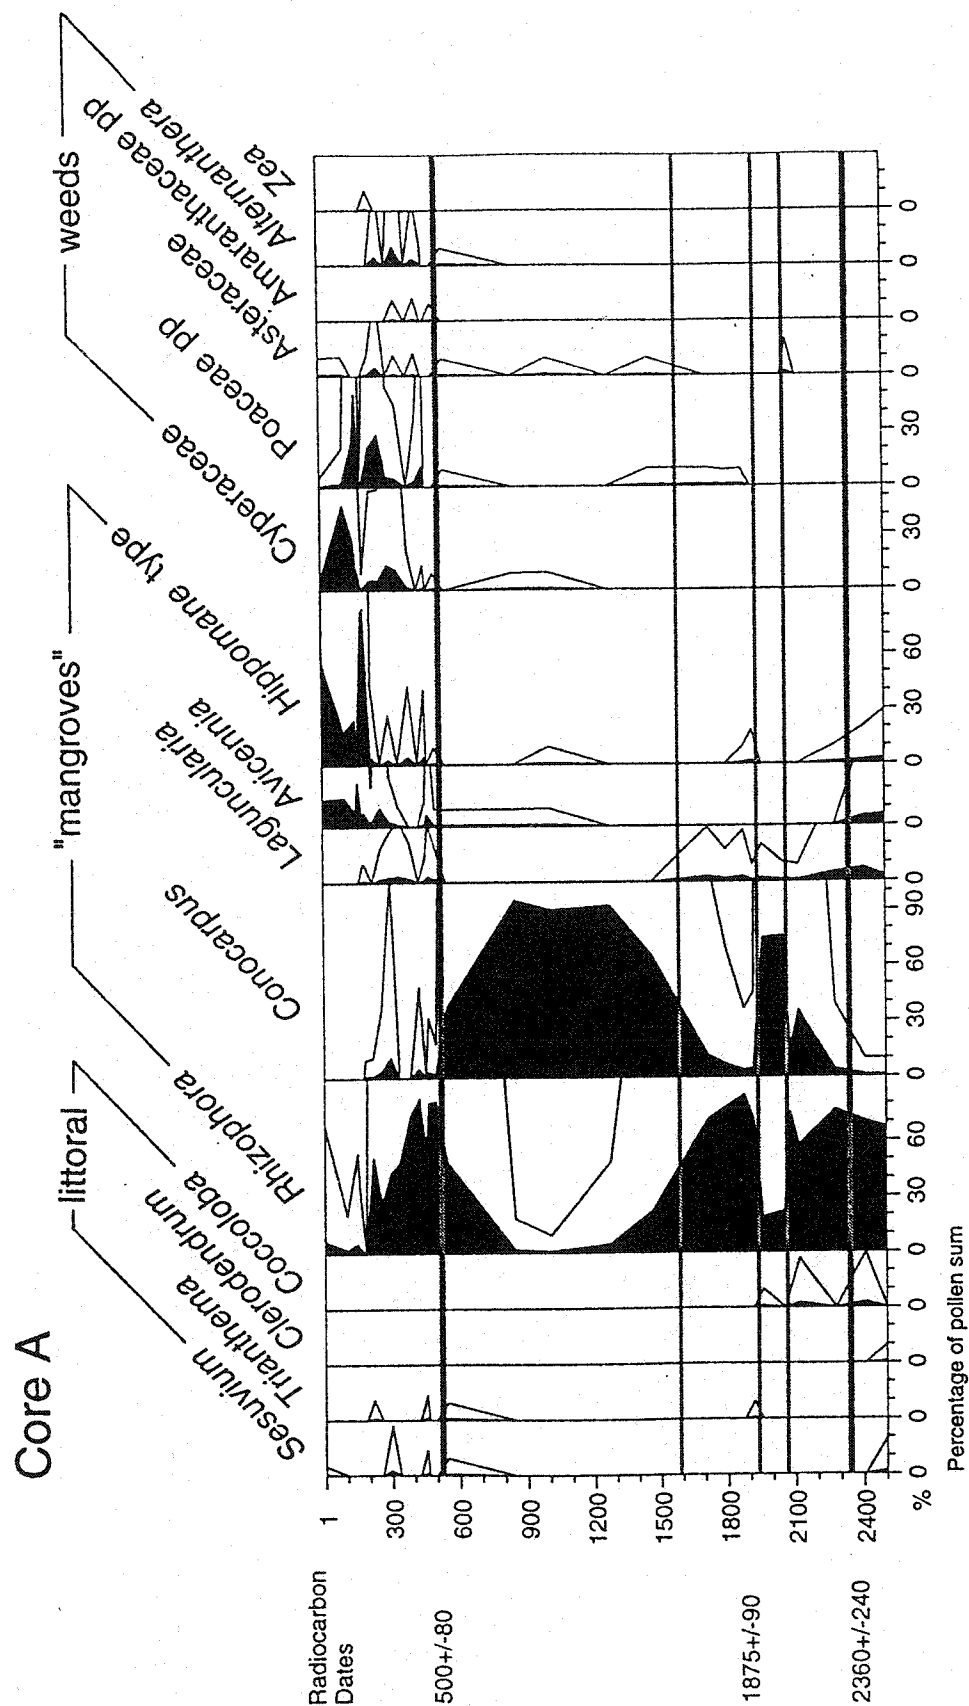 Core A
littoral
"mangroves"
weeds
Sesuvium
Trianthema
Clerodendrum
Coccoloba
Rhizophora
Conocarpus
Laguncularia
Avicennia
Hippomane type
Cyperaceae
Poaceae pp
Asteraceae
Amaranthaceae pp
Alternanthera
Zea
Radiocarbon
Dates
500+/-80
1875+/-90
2360+/-240
1
300
600
900
1200
1500
1800
2100
2400
%
0
0
0
0
0 30 60
0 30 60 90
0
0
0 30 60
0 30
0 30
0
0
0
0
Percentage of pollen sum